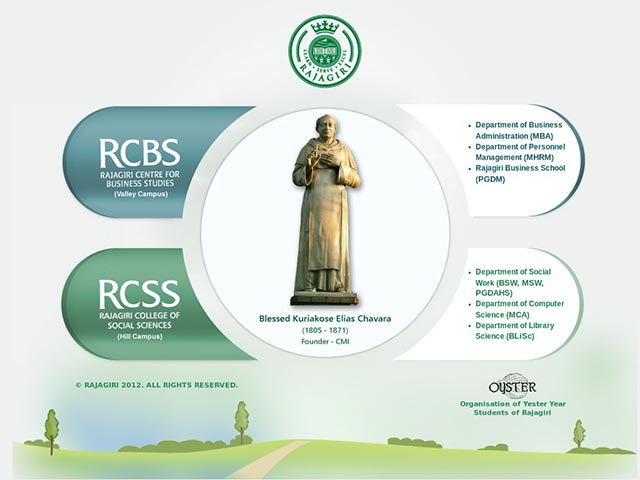 LEARN • SERVE • EXCEL
RAJAGIRI
RCBS
RAJAGIRI CENTRE FOR
BUSINESS STUDIES
(Valley Campus)
• Department of Business
Administration (MBA)
• Department of Personnel
Management (MHRM)
• Rajagiri Business School
(PGDM)
RCSS
RAJAGIRI COLLEGE OF
SOCIAL SCIENCES
(Hill Campus)
Blessed Kuriakose Elias Chavara
(1805 - 1871)
Founder - CMI
• Department of Social
Work (BSW, MSW,
PGDAHS)
• Department of Computer
Science (MCA)
• Department of Library
Science (BLiSc)
© RAJAGIRI 2012. ALL RIGHTS RESERVED.
OYSTER
Organisation of Yester Year
Students of Rajagiri